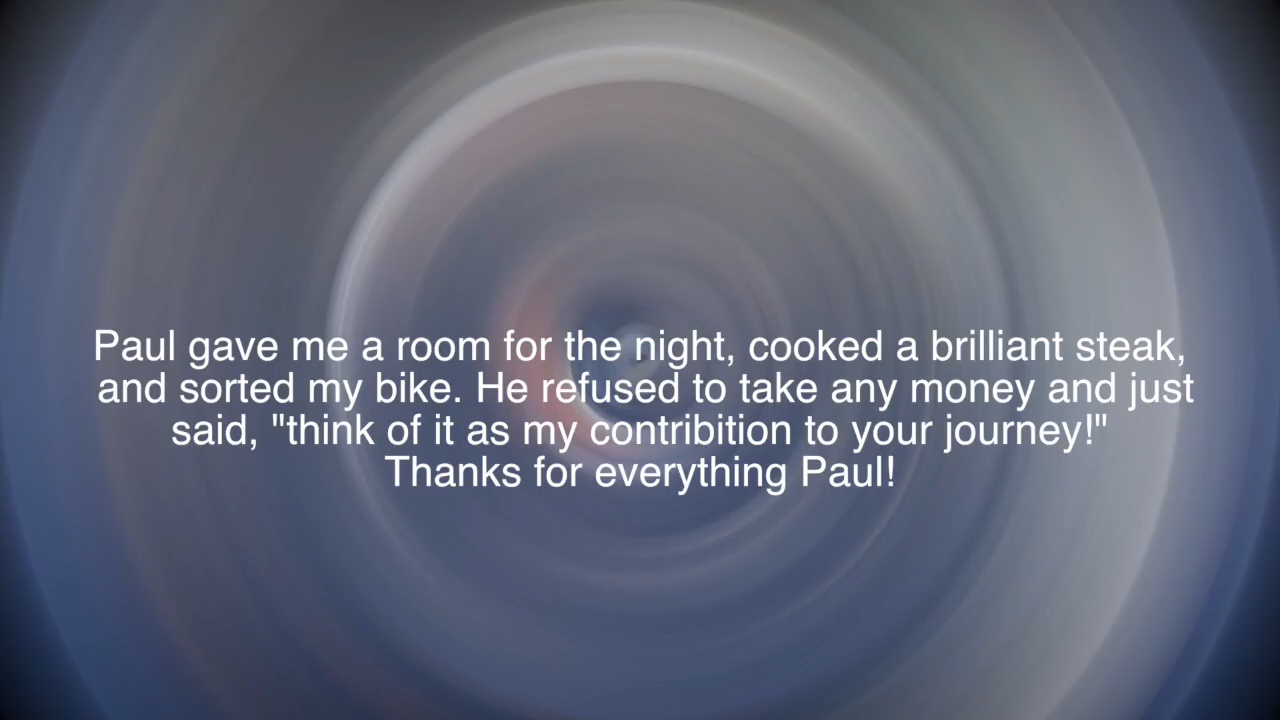 Paul gave me a room for the night, cooked a brilliant steak,
and sorted my bike. He refused to take any money and just
said, "think of it as my contribition to your journey!"
Thanks for everything Paul!